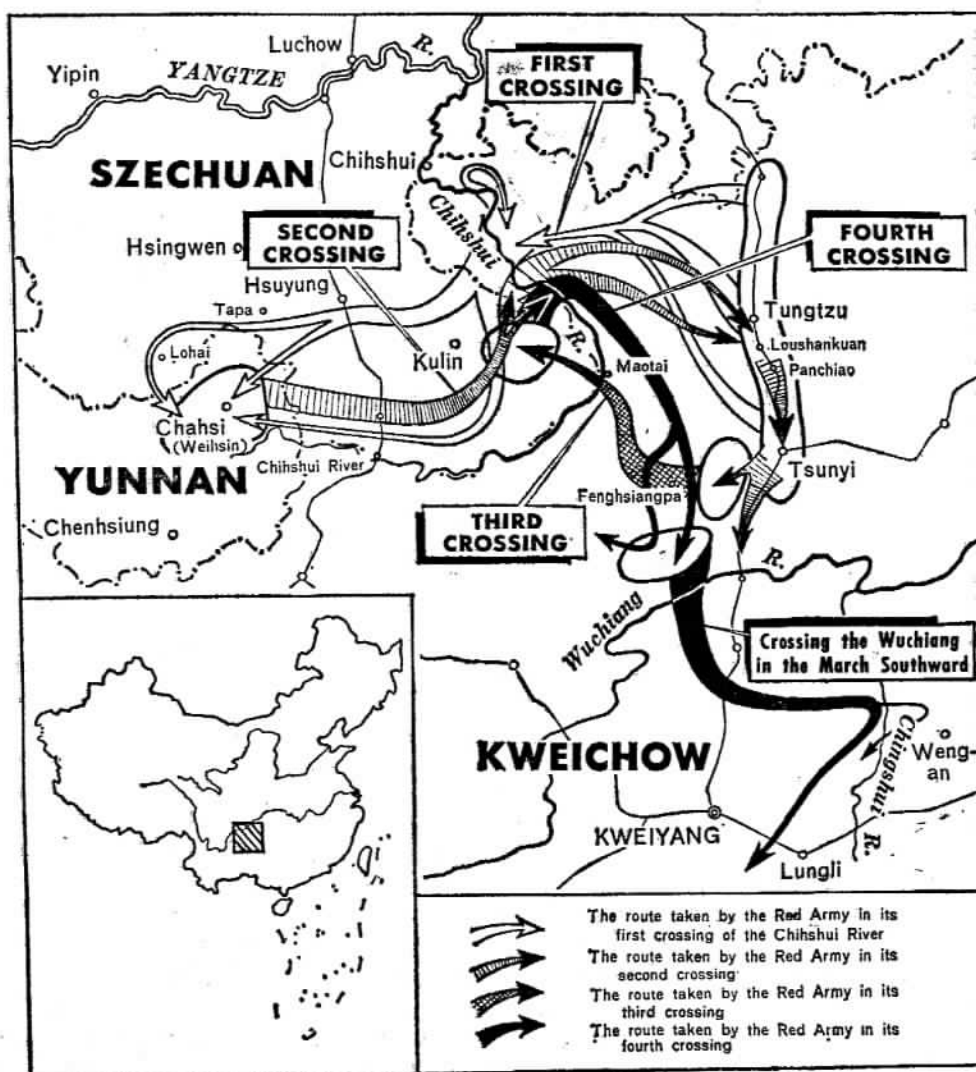 Luchow
R.
Yipin
YANGTZE
FIRST
CROSSING
SZECHUAN
Chihshui
Chihshui
SECOND
CROSSING
FOURTH
CROSSING
Hsingwen
Hsuyung
Tapa
Tungtzu
Lohai
Kulin
R.
Maotai
Loushankuan
Panchiao
Chahsi
(Weihsin)
Chihshui River
Tsunyi
YUNNAN
Fenghsiangpa
Chenhsiung
THIRD
CROSSING
R.
Wuchiang
Crossing the Wuchiang
in the March Southward
KWEICHOW
Chingshui R.
Weng-
an
KWEIYANG
Lungli
The route taken by the Red Army in its
first crossing of the Chihshui River
The route taken by the Red Army in its
second crossing
The route taken by the Red Army in its
third crossing
The route taken by the Red Army in its
fourth crossing